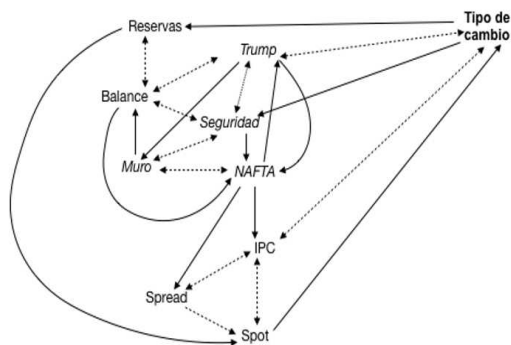 Tipo de
cambio
Reservas
Trump
Balance
Seguridad
Muro
NAFTA
IPC
Spread
Spot